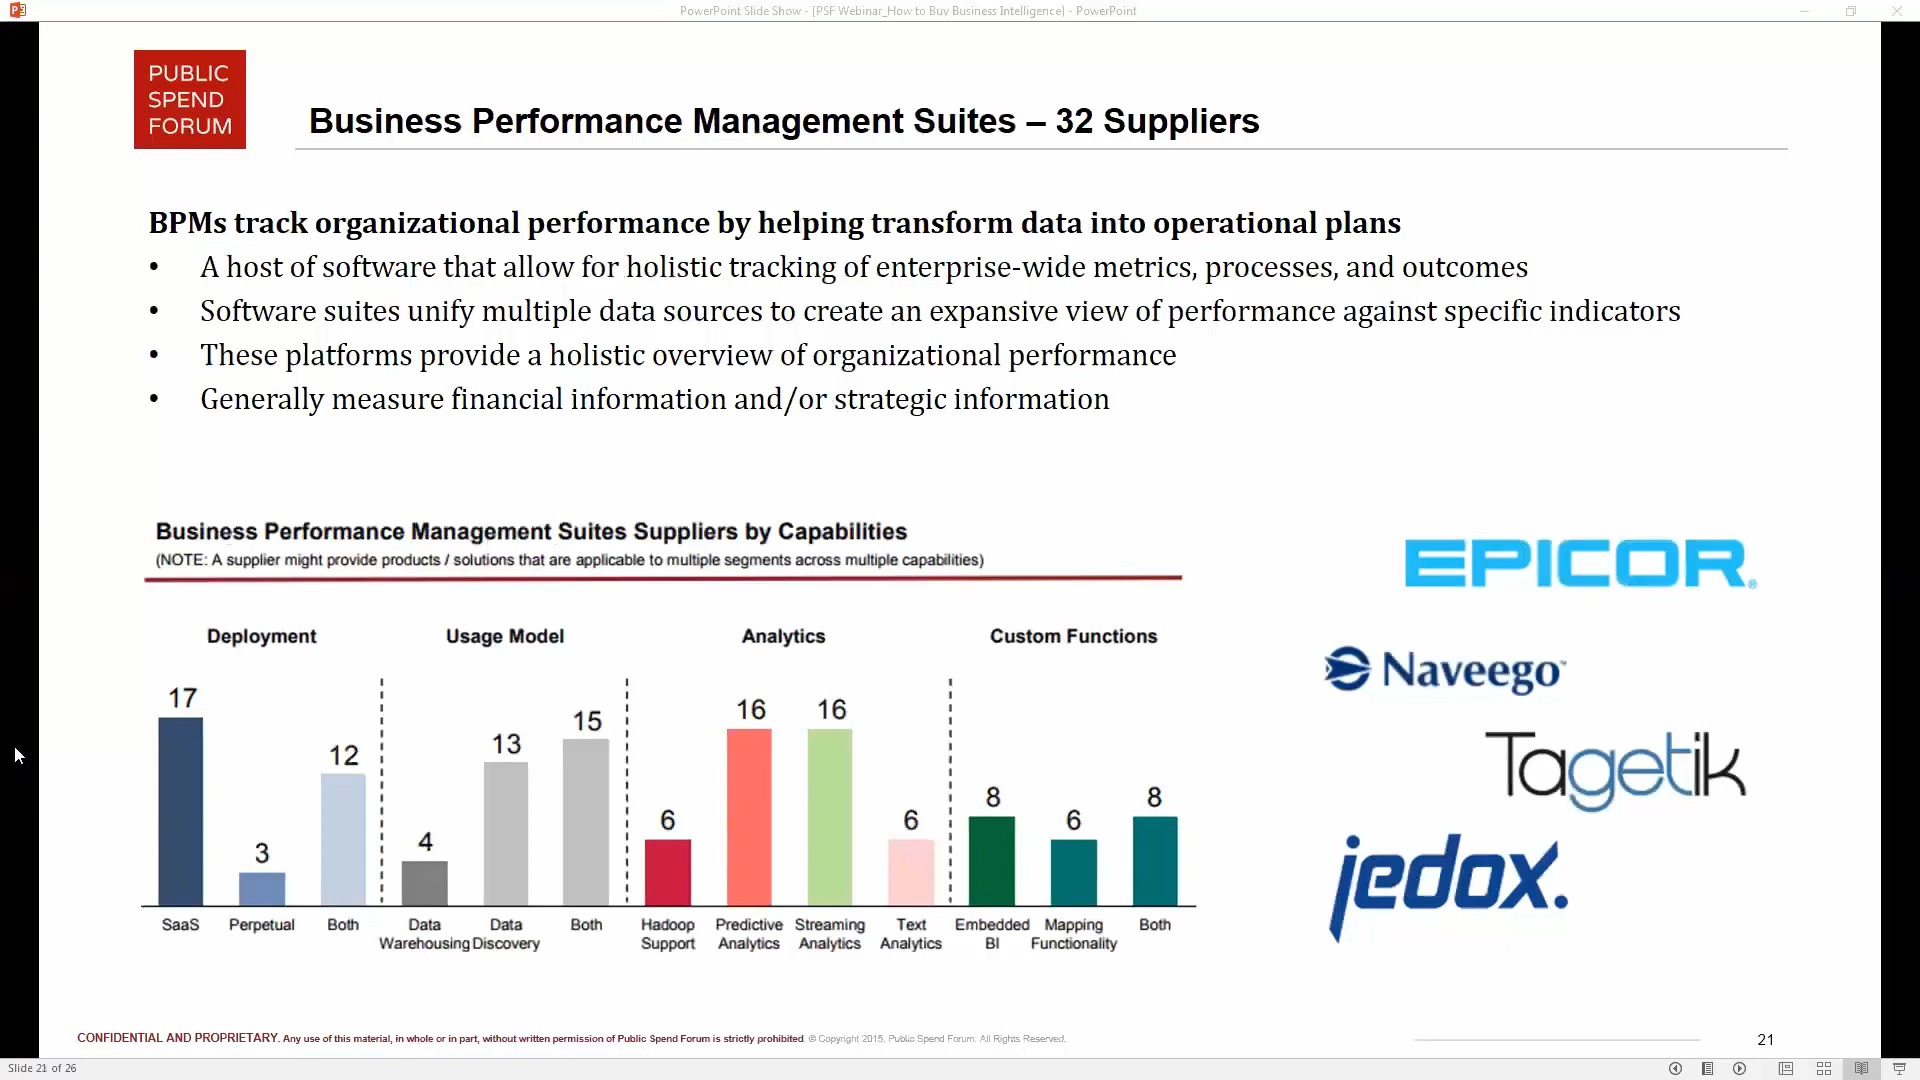 PowerPoint Slide Show - [PSF Webinar_How to Buy Business Intelligence] - PowerPoint
PUBLIC
SPEND
FORUM
Business Performance Management Suites – 32 Suppliers
BPMs track organizational performance by helping transform data into operational plans
• A host of software that allow for holistic tracking of enterprise-wide metrics, processes, and outcomes
• Software suites unify multiple data sources to create an expansive view of performance against specific indicators
• These platforms provide a holistic overview of organizational performance
• Generally measure financial information and/or strategic information
Business Performance Management Suites Suppliers by Capabilities
(NOTE: A supplier might provide products / solutions that are applicable to multiple segments across multiple capabilities)
Deployment Usage Model Analytics Custom Functions
17 3 12 4 13 15 6 16 16 6 8 6 8
SaaS Perpetual Both Data Data Both Hadoop Predictive Streaming Text Embedded Mapping Both
Warehousing Discovery Support Analytics Analytics Analytics BI Functionality
EPICOR®
Naveego™
Tagetik
jedox.
CONFIDENTIAL AND PROPRIETARY. Any use of this material, in whole or in part, without written permission of Public Spend Forum is strictly prohibited. © Copyright 2015, Public Spend Forum. All Rights Reserved.
21
Slide 21 of 26